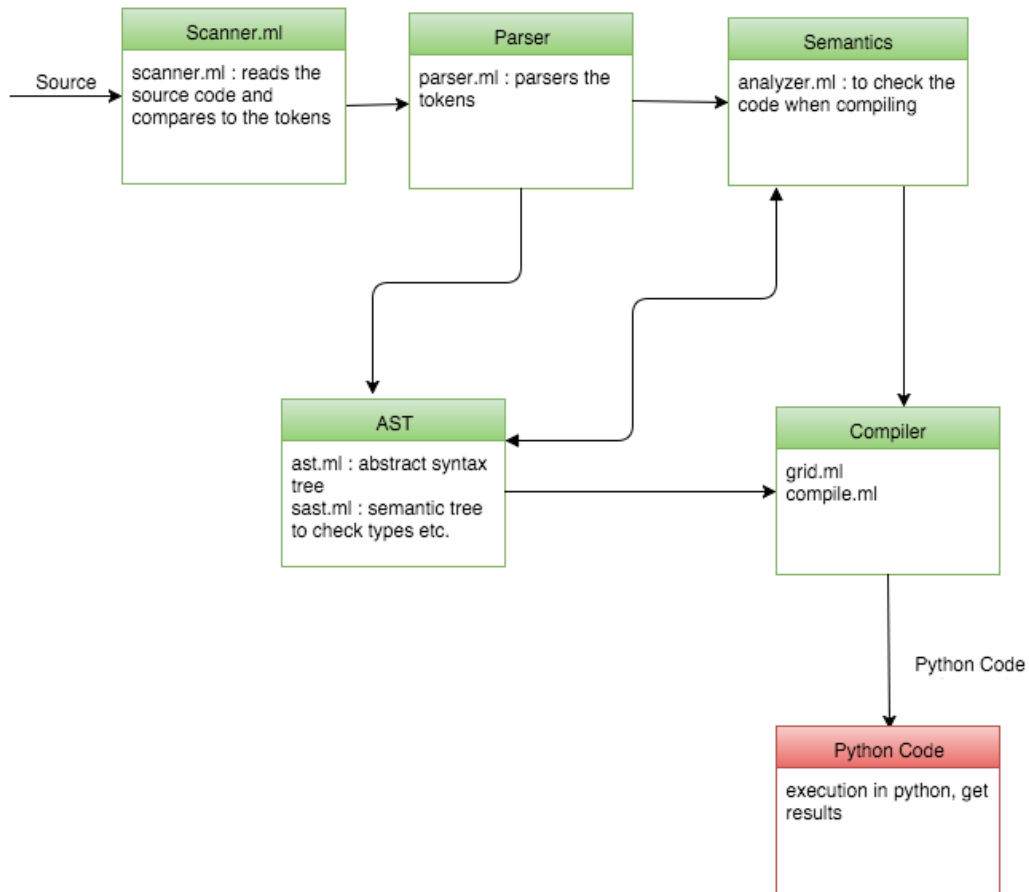 Source
Scanner.ml
scanner.ml : reads the
source code and
compares to the tokens
Parser
parser.ml : parsers the
tokens
Semantics
analyzer.ml : to check the
code when compiling
AST
ast.ml : abstract syntax
tree
sast.ml : semantic tree
to check types etc.
Compiler
grid.ml
compile.ml
Python Code
Python Code
execution in python, get
results